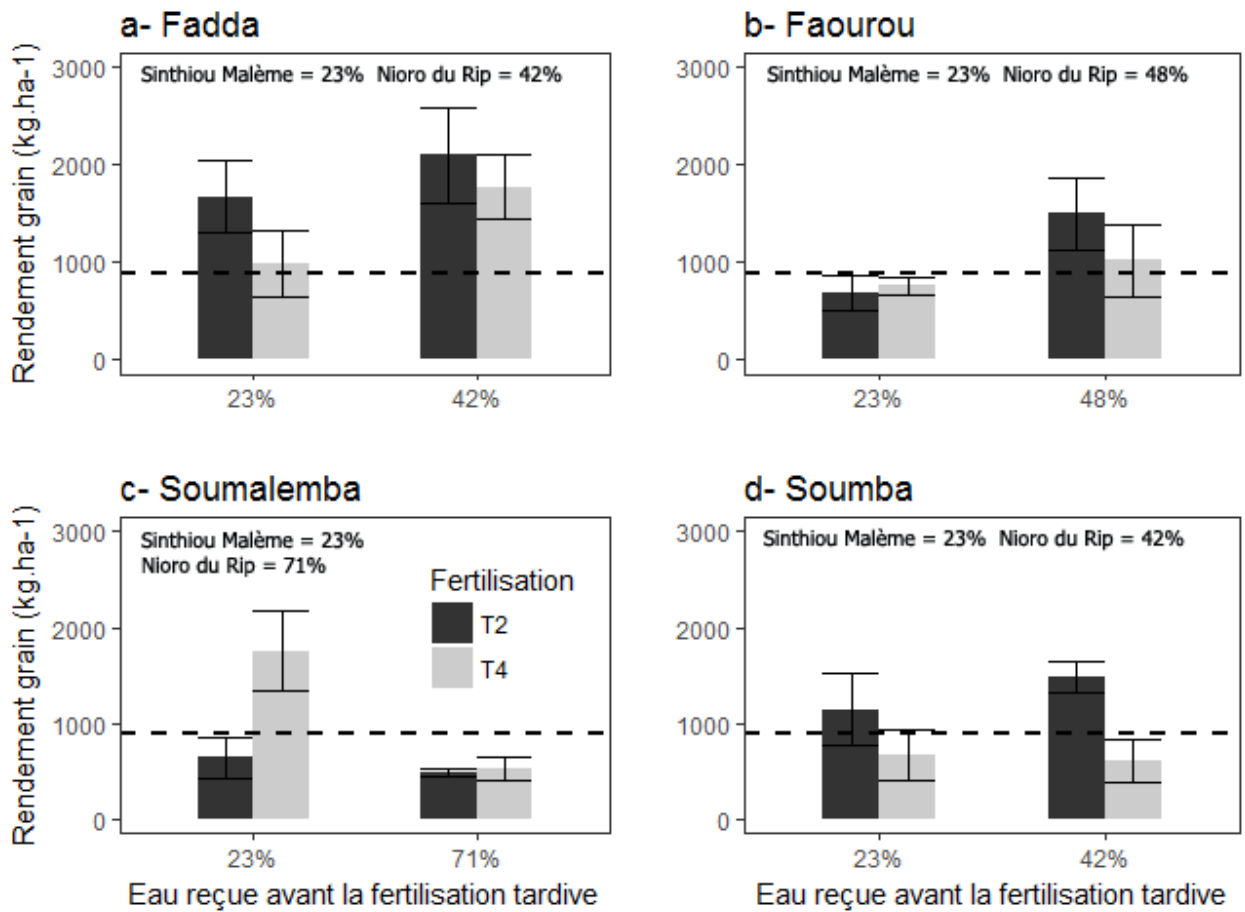 a- Fadda
Sinthiou Malème = 23% Nioro du Rip = 42%
Rendement grain (kg.ha-1)
3000
2000
1000
0
23% 42%
b- Faourou
Sinthiou Malème = 23% Nioro du Rip = 48%
3000
2000
1000
0
23% 48%
c- Soumalemba
Sinthiou Malème = 23%
Nioro du Rip = 71%
Fertilisation
T2
T4
Rendement grain (kg.ha-1)
3000
2000
1000
0
23% 71%
Eau reçue avant la fertilisation tardive
d- Soumba
Sinthiou Malème = 23% Nioro du Rip = 42%
3000
2000
1000
0
23% 42%
Eau reçue avant la fertilisation tardive